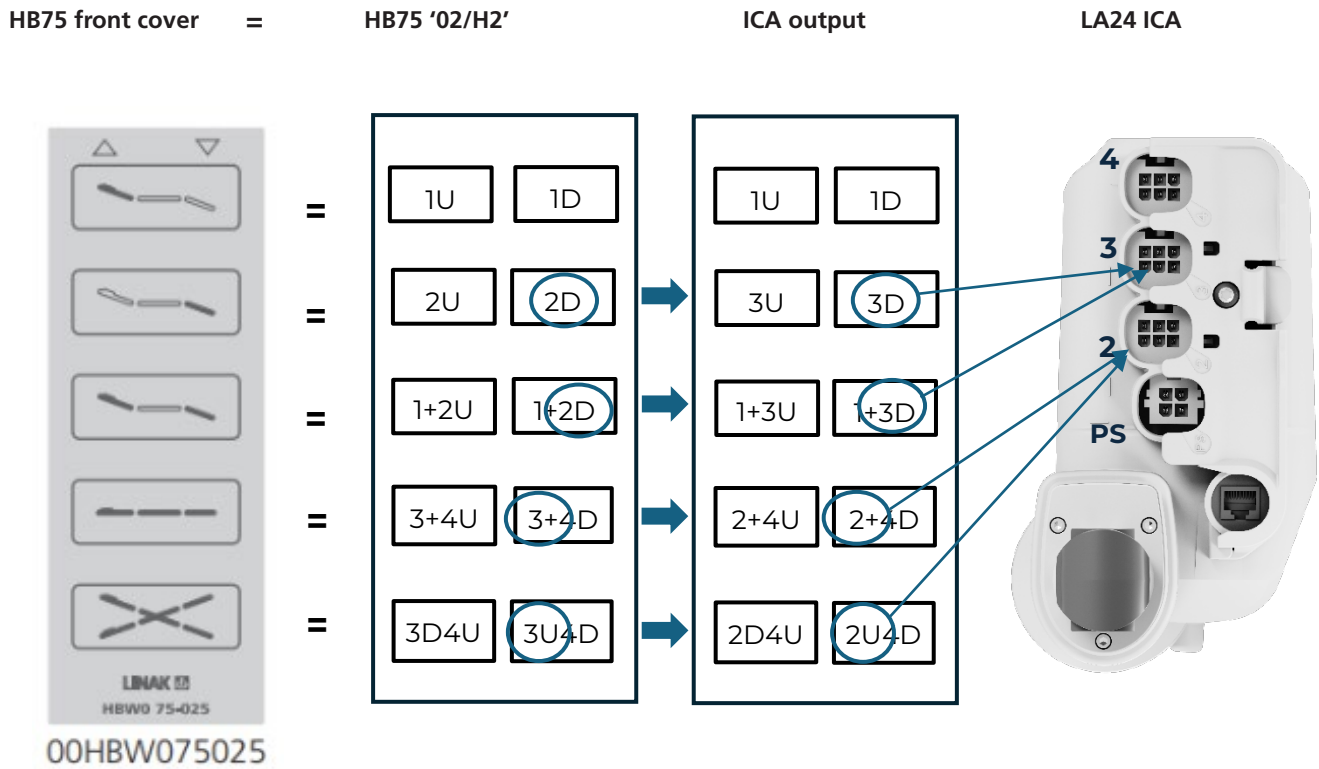 HB75 front cover = HB75 '02/H2' ICA output LA24 ICA
= 1U 1D 1U 1D
= 2U 2D 3U 3D
= 1+2U 1+2D 1+3U 1+3D
= 3+4U 3+4D 2+4U 2+4D
= 3D4U 3U4D 2D4U 2U4D
LINAK
HBW0 75-025
00HBW075025
4
3
2
PS